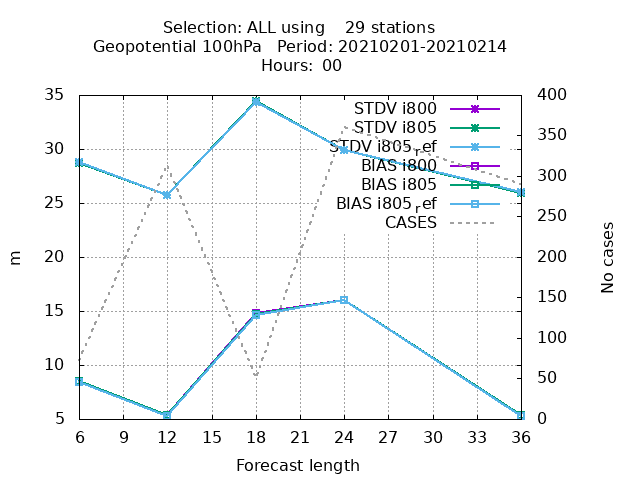 Selection: ALL using    29 stations
Geopotential 100hPa   Period: 20210201-20210214
Hours: 00
35
30
25
20
15
10
5
400
350
300
250
200
150
100
50
0
STDV i800
STDV i805
STDV i805ref
BIAS i800
BIAS i805
BIAS i805ref
CASES
m
No cases
6 9 12 15 18 21 24 27 30 33 36
Forecast length